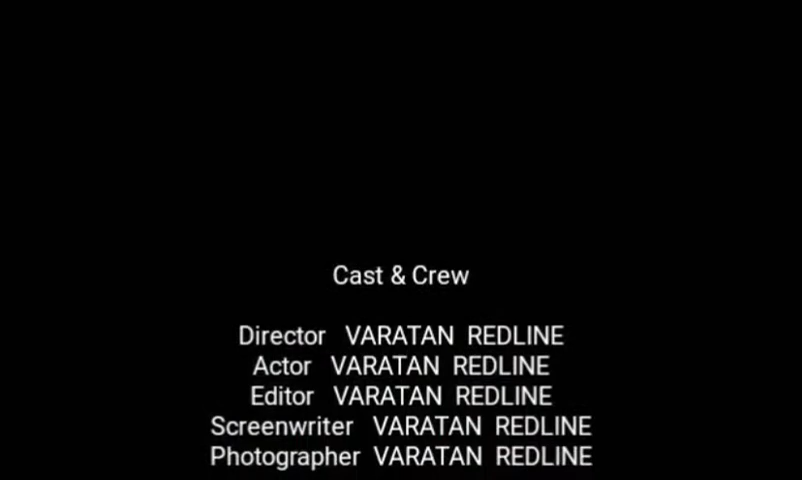 Cast & Crew
Director VARATAN REDLINE
Actor VARATAN REDLINE
Editor VARATAN REDLINE
Screenwriter VARATAN REDLINE
Photographer VARATAN REDLINE